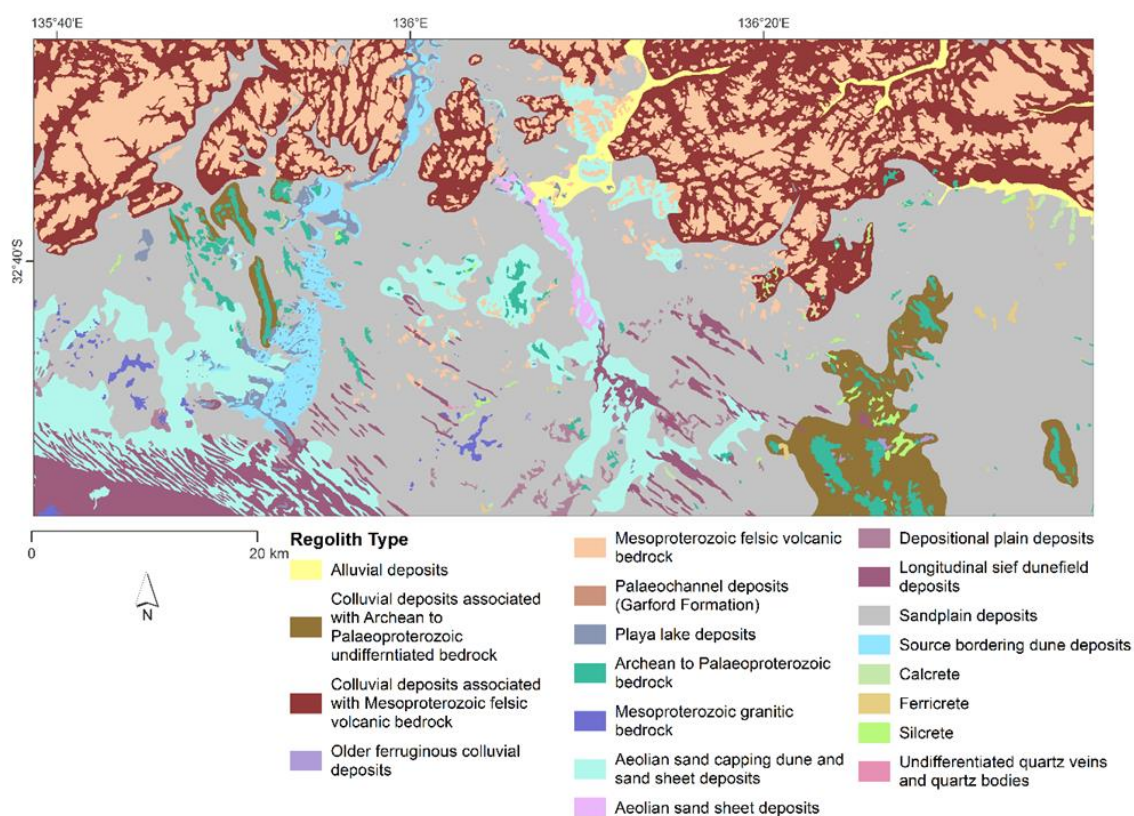 135°40'E
136°E
136°20'E
32°40'S
0
20 km
N
Regolith Type
Alluvial deposits
Colluvial deposits associated
with Archean to
Palaeoproterozoic
undifferntiated bedrock
Colluvial deposits associated
with Mesoproterozoic felsic
volcanic bedrock
Older ferruginous colluvial
deposits
Mesoproterozoic felsic volcanic
bedrock
Palaeochannel deposits
(Garford Formation)
Playa lake deposits
Archean to Palaeoproterozoic
bedrock
Mesoproterozoic granitic
bedrock
Aeolian sand capping dune and
sand sheet deposits
Aeolian sand sheet deposits
Depositional plain deposits
Longitudinal sief dunefield
deposits
Sandplain deposits
Source bordering dune deposits
Calcrete
Ferricrete
Silcrete
Undifferentiated quartz veins
and quartz bodies